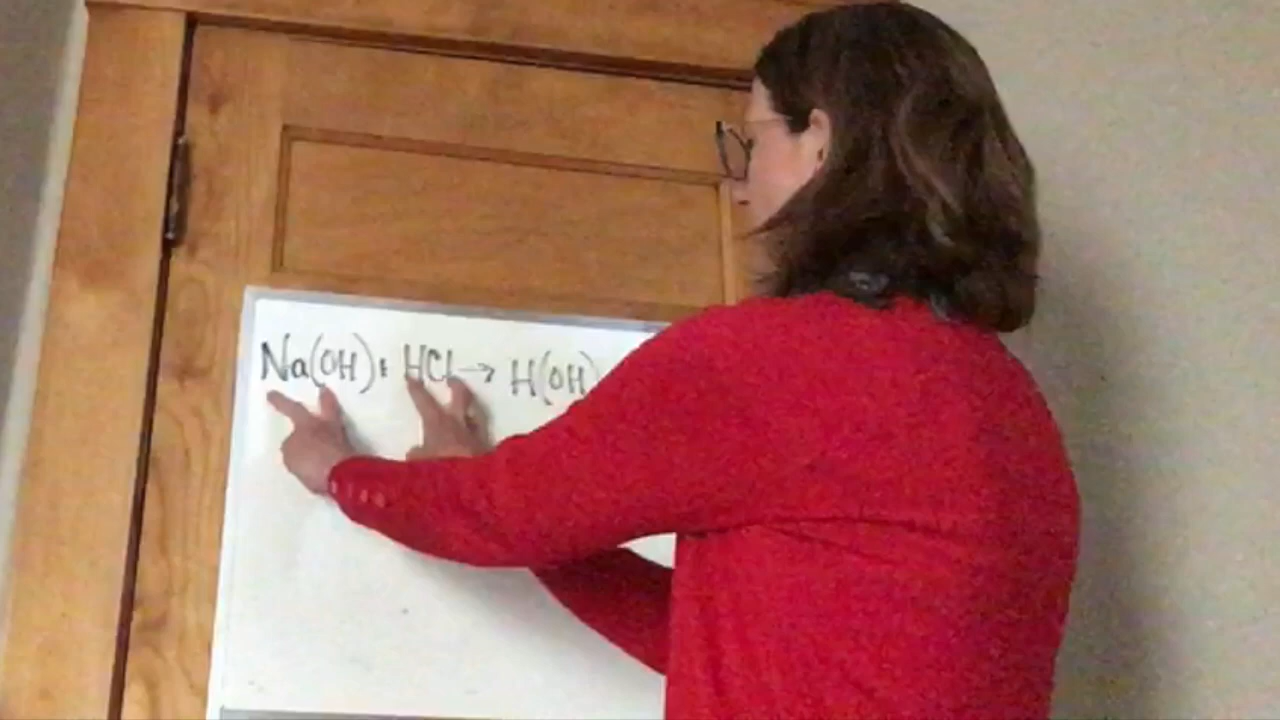 Na(OH) + HCl → H(OH)